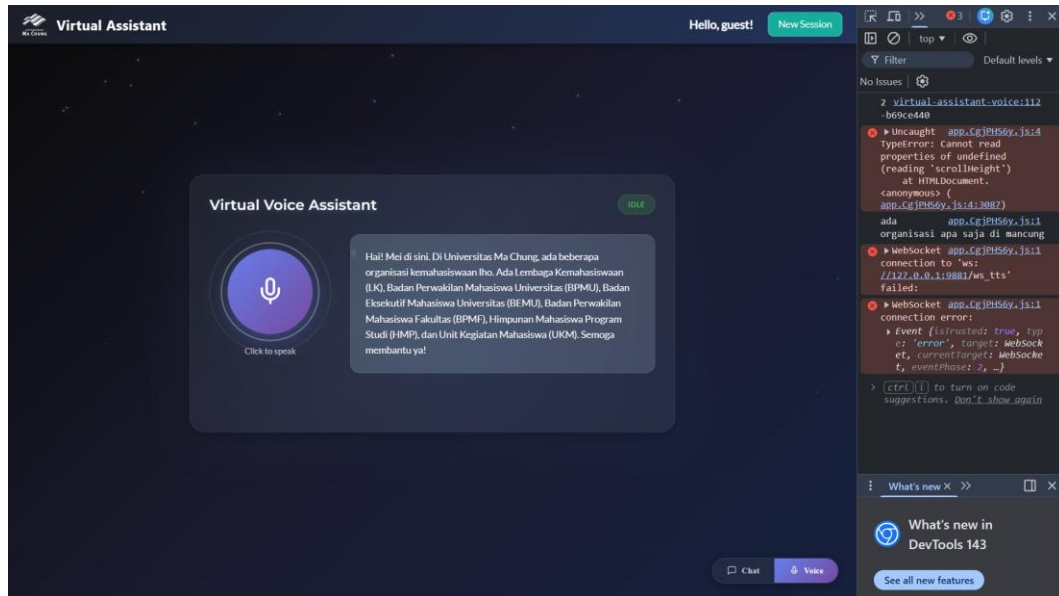 MA CHUNG
Virtual Assistant
Hello, guest!
New Session
Virtual Voice Assistant
IDLE
Click to speak
Hai! Mei di sini. Di Universitas Ma Chung, ada beberapa
organisasi kemahasiswaan lho. Ada Lembaga Kemahasiswaan
(LK), Badan Perwakilan Mahasiswa Universitas (BPMU), Badan
Eksekutif Mahasiswa Universitas (BEMU), Badan Perwakilan
Mahasiswa Fakultas (BPMF), Himpunan Mahasiswa Program
Studi (HMP), dan Unit Kegiatan Mahasiswa (UKM). Semoga
membantu ya!
Chat
Voice
3
top
Filter
Default levels
No Issues
2 virtual-assistant-voice:112
-b69ce440
Uncaught app.CgjPHS6y.js:4
TypeError: Cannot read
properties of undefined
(reading 'scrollHeight')
at HTMLDocument.
<anonymous> (
app.CgjPHS6y.js:4:3087)
ada app.CgjPHS6y.js:1
organisasi apa saja di mancung
WebSocket app.CgjPHS6y.js:1
connection to 'ws:
//127.0.0.1:9881/ws_tts'
failed:
WebSocket app.CgjPHS6y.js:1
connection error:
Event {isTrusted: true, typ
e: 'error', target: WebSock
et, currentTarget: WebSocke
t, eventPhase: 2, …}
ctrl i to turn on code
suggestions. Don't show again
What's new
What's new in
DevTools 143
See all new features